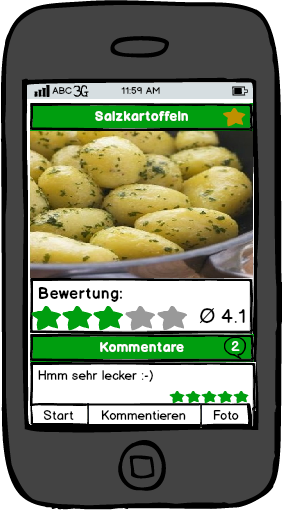 ABC 3G 11:59 AM
Salzkartoffeln
Bewertung:
Ø 4.1
Kommentare 2
Hmm sehr lecker :-)
Start Kommentieren Foto